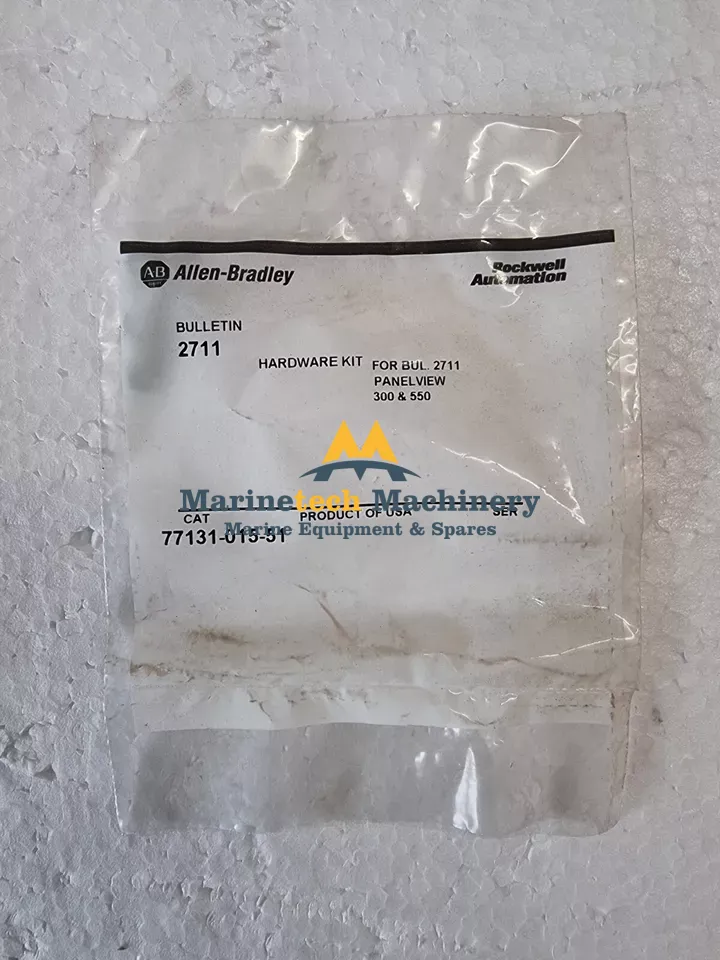 AB Allen-Bradley
Rockwell Automation
BULLETIN
2711
HARDWARE KIT
FOR BUL. 2711
PANELVIEW
300 & 550
Marinetech Machinery
Marine Equipment & Spares
CAT
PRODUCT OF USA
SER
77131-015-51